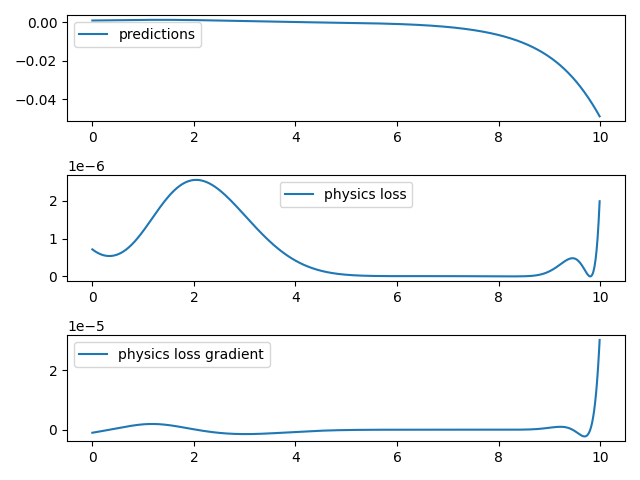 0.00
−0.02
−0.04
predictions
0 2 4 6 8 10
1e−6
2
1
0
physics loss
0 2 4 6 8 10
1e−5
2
0
physics loss gradient
0 2 4 6 8 10